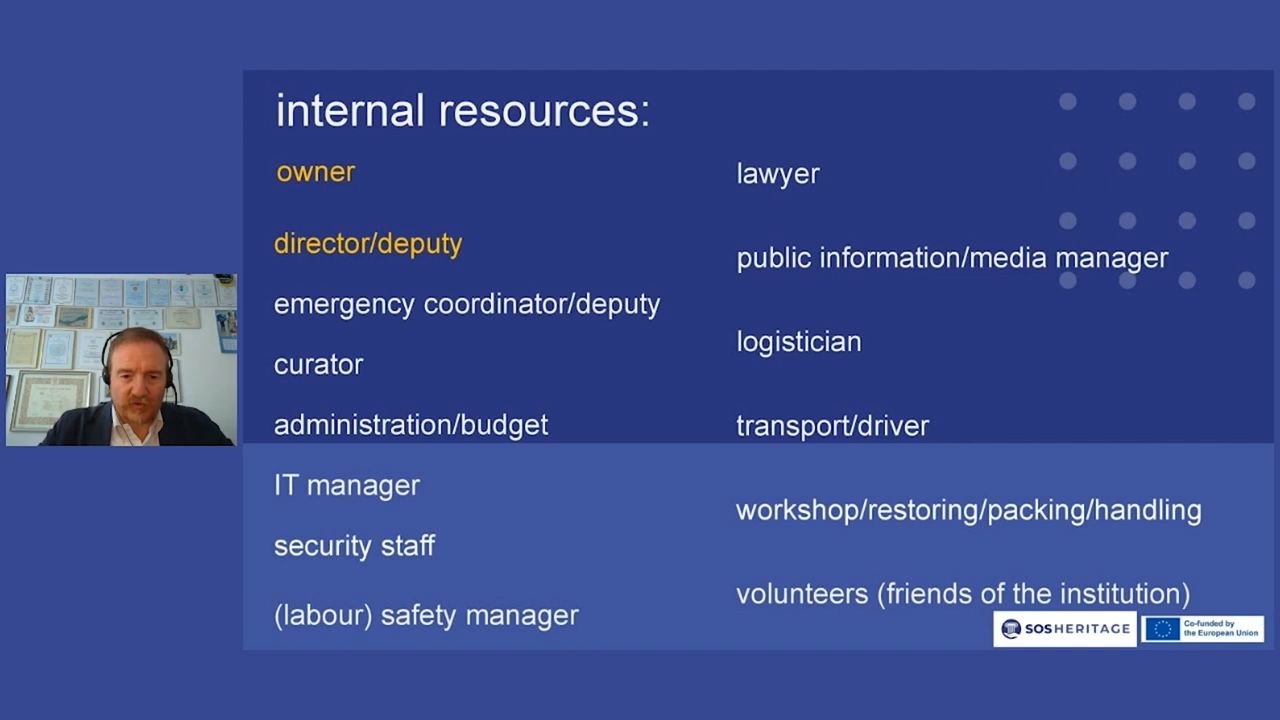 internal resources:
owner
director/deputy
emergency coordinator/deputy
curator
administration/budget
IT manager
security staff
(labour) safety manager
lawyer
public information/media manager
logistician
transport/driver
workshop/restoring/packing/handling
volunteers (friends of the institution)
SOSHERITAGE
Co-funded by
the European Union